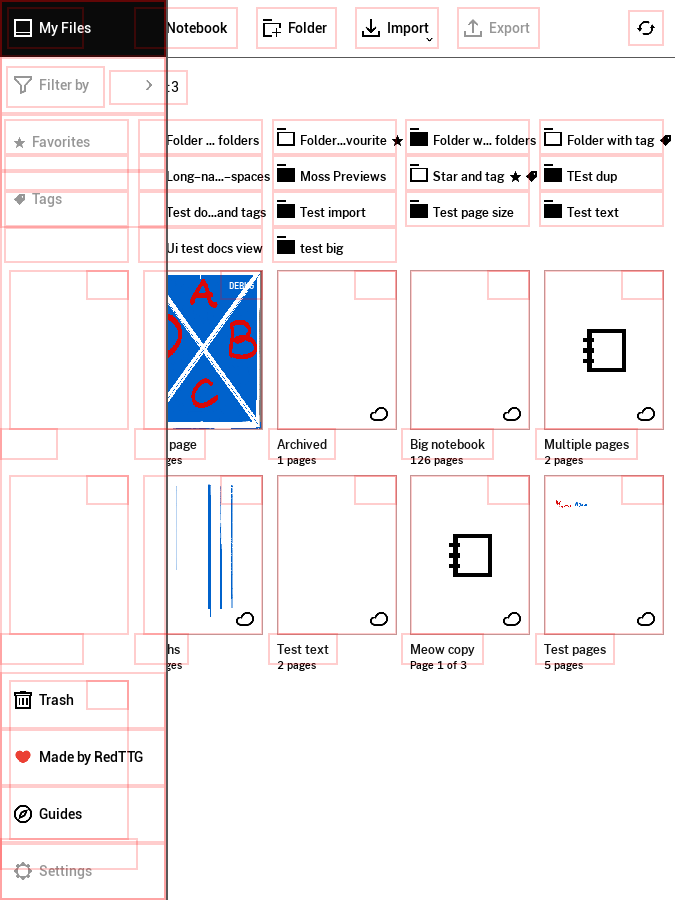 My Files
Notebook
Folder
Import
Export
Filter by
:3
Favorites
Folder ... folders
Folder...vourite
Folder w... folders
Folder with tag
Long-na...-spaces
Moss Previews
Star and tag
TEst dup
Tags
Test do...and tags
Test import
Test page size
Test text
Ui test docs view
test big
DEBUG
A
B
C
page
Archived
Big notebook
Multiple pages
ges
1 pages
126 pages
2 pages
hs
Test text
Meow copy
Test pages
ges
2 pages
Page 1 of 3
5 pages
Trash
Made by RedTTG
Guides
Settings